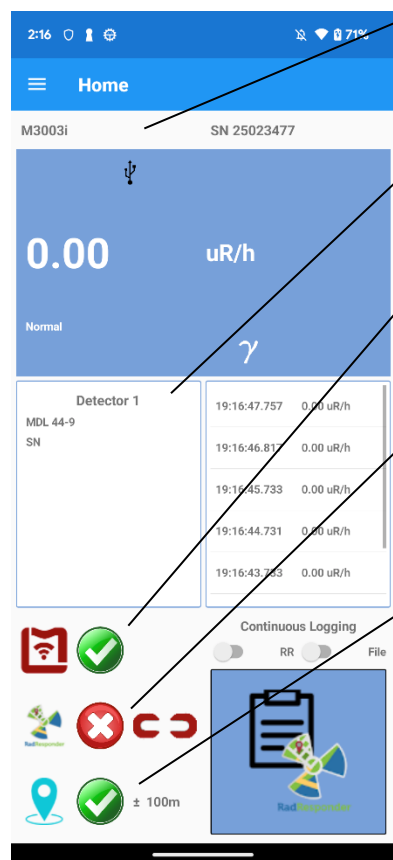 2:16 71%
Home
M3003i SN 25023477
0.00 uR/h
Normal
γ
Detector 1
MDL 44-9
SN
19:16:47.757 0.00 uR/h
19:16:46.817 0.00 uR/h
19:16:45.733 0.00 uR/h
19:16:44.731 0.00 uR/h
19:16:43.733 0.00 uR/h
Continuous Logging
RR File
RadResponder
± 100m
RadResponder